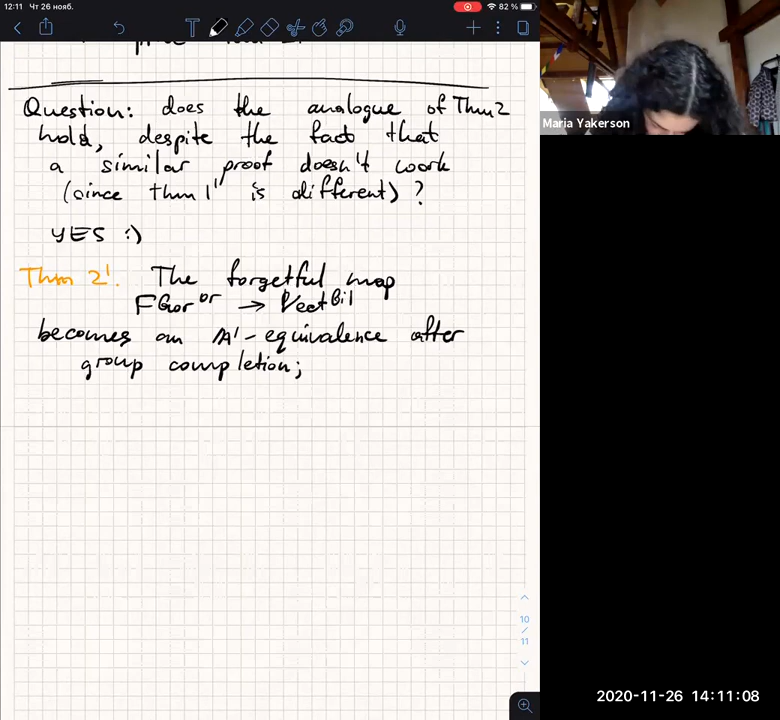 12:11 Чт 26 нояб.
82 %
Question: does the analogue of Thm 2
hold, despite the fact that
a similar proof doesn't work
(since thm 1' is different) ?
YES :)
Thm 2'. The forgetful map
FGor^or → Vect^Bil
becomes an A¹-equivalence after
group completion;
10
/
11
Maria Yakerson
2020-11-26 14:11:08